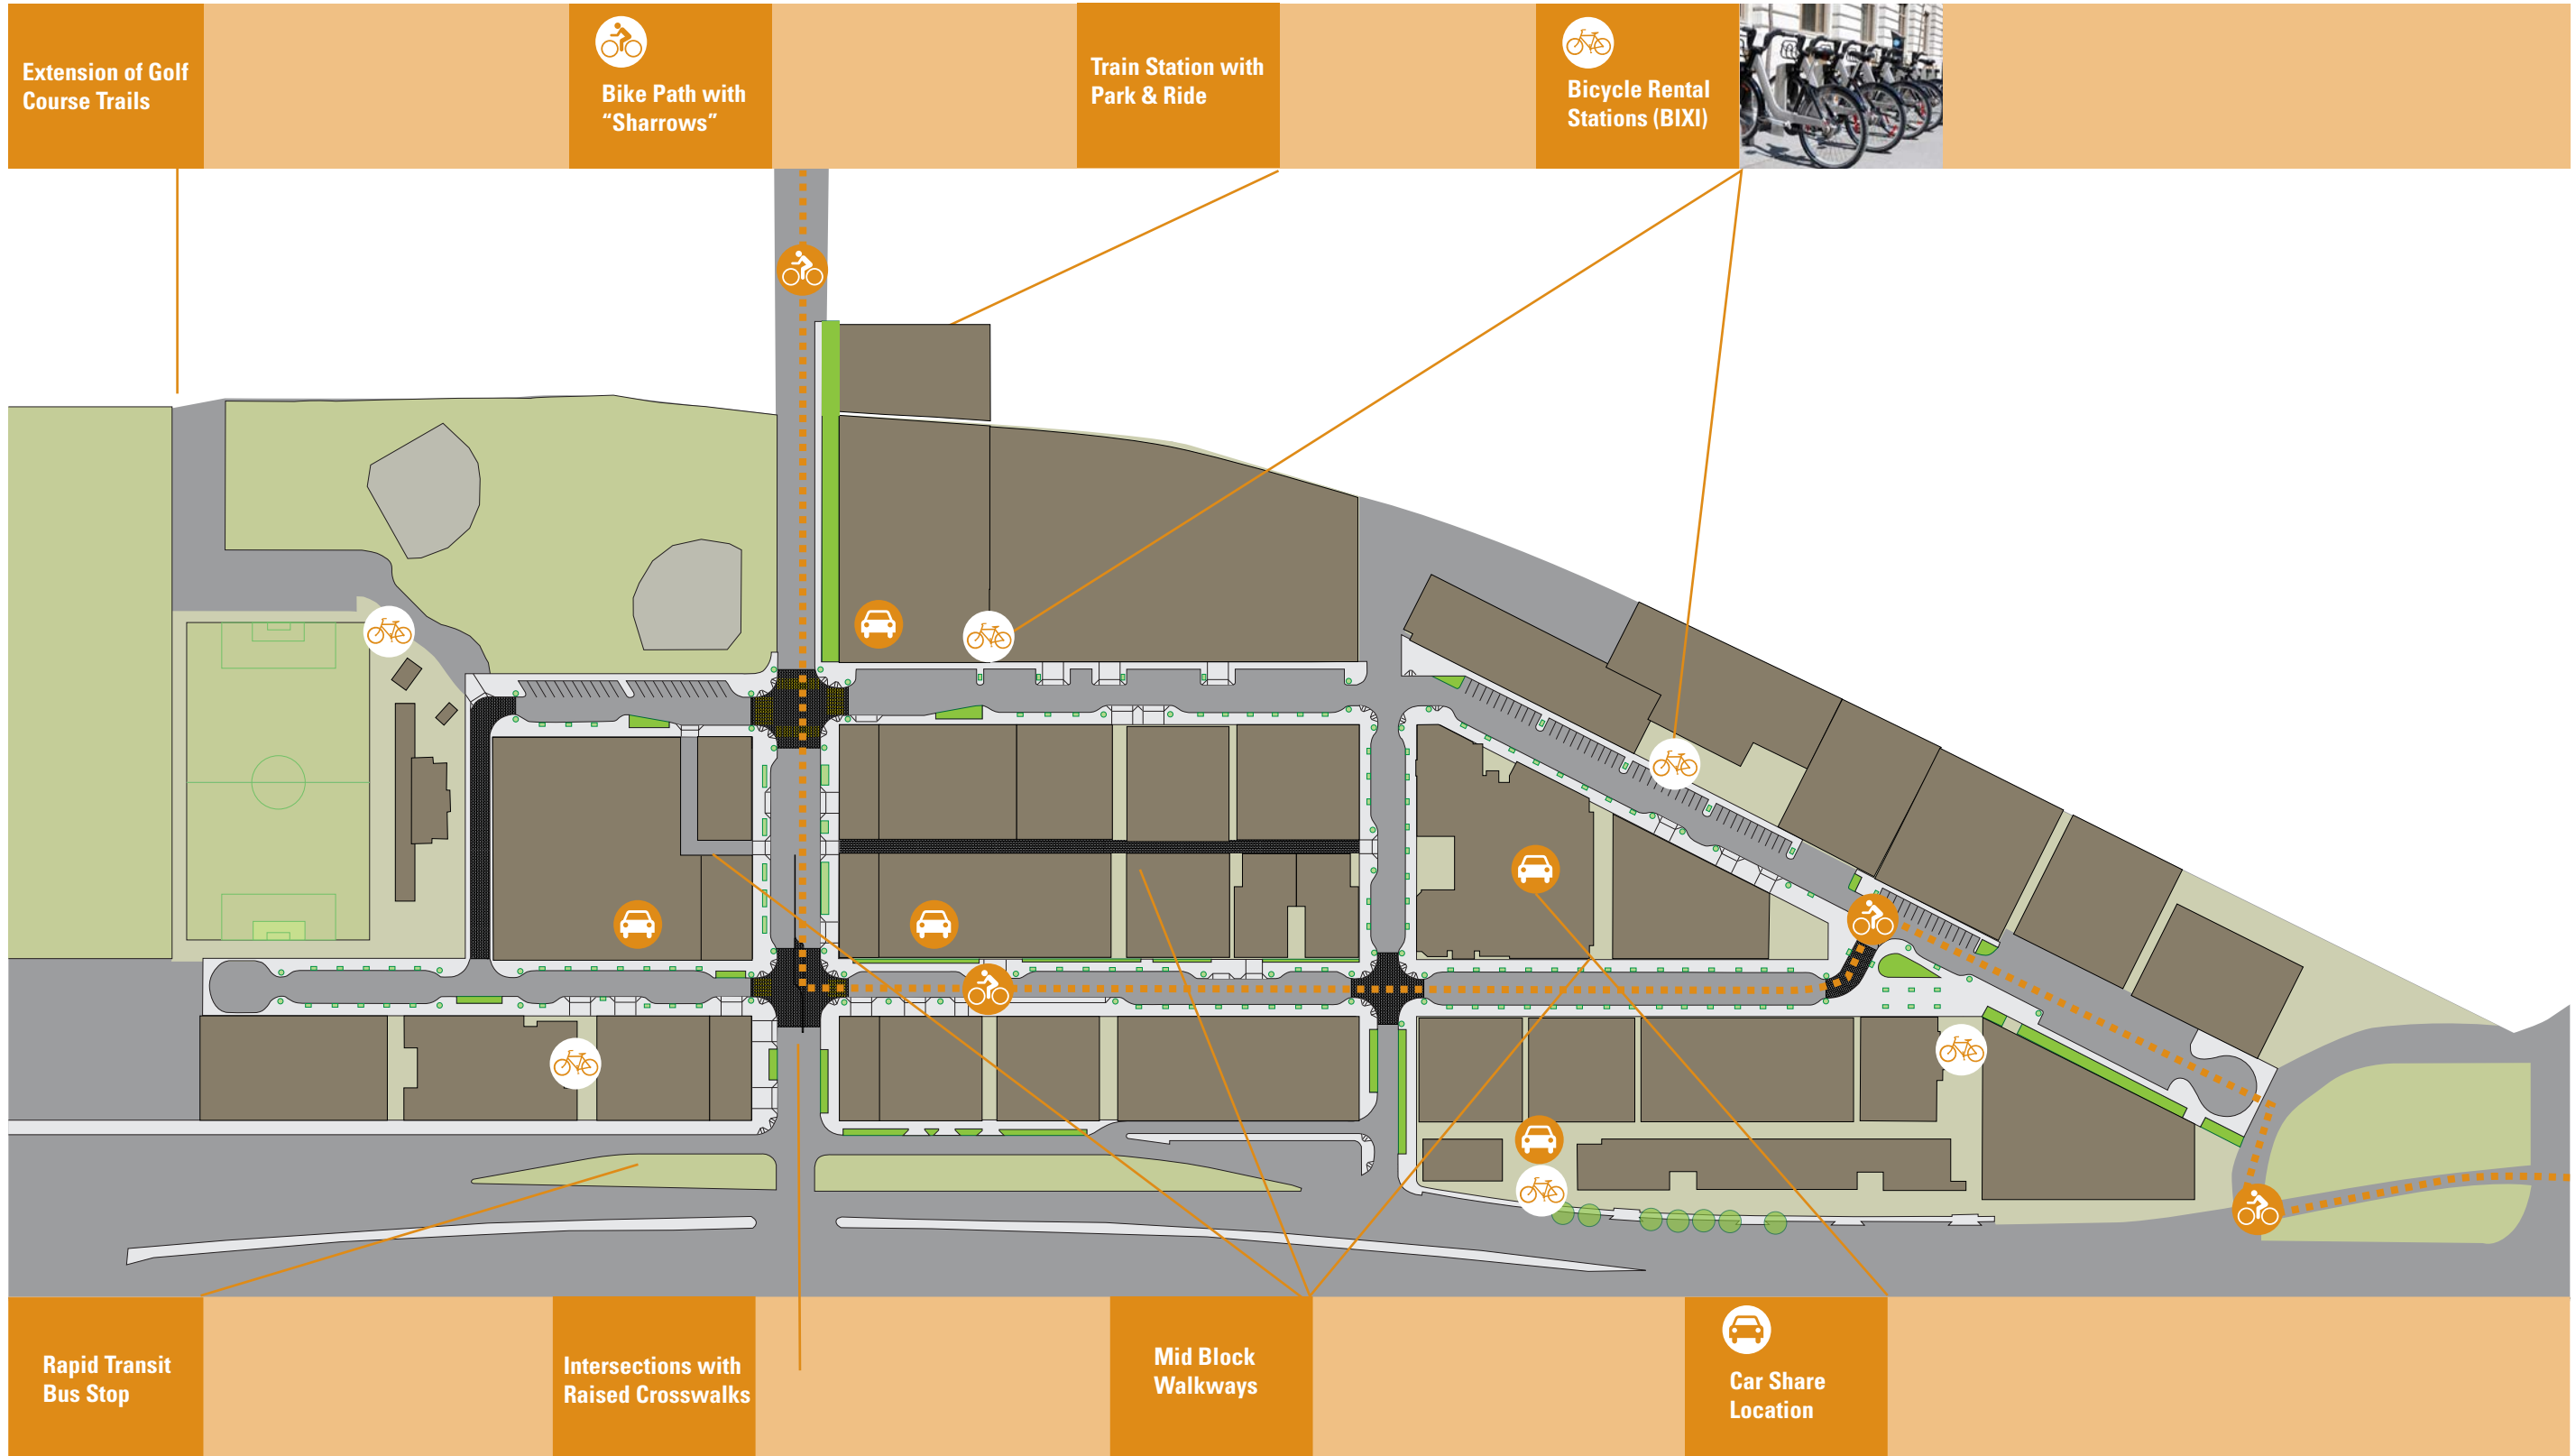 Extension of Golf
Course Trails
Bike Path with
“Sharrows”
Train Station with
Park & Ride
Bicycle Rental
Stations (BIXI)
Rapid Transit
Bus Stop
Intersections with
Raised Crosswalks
Mid Block
Walkways
Car Share
Location